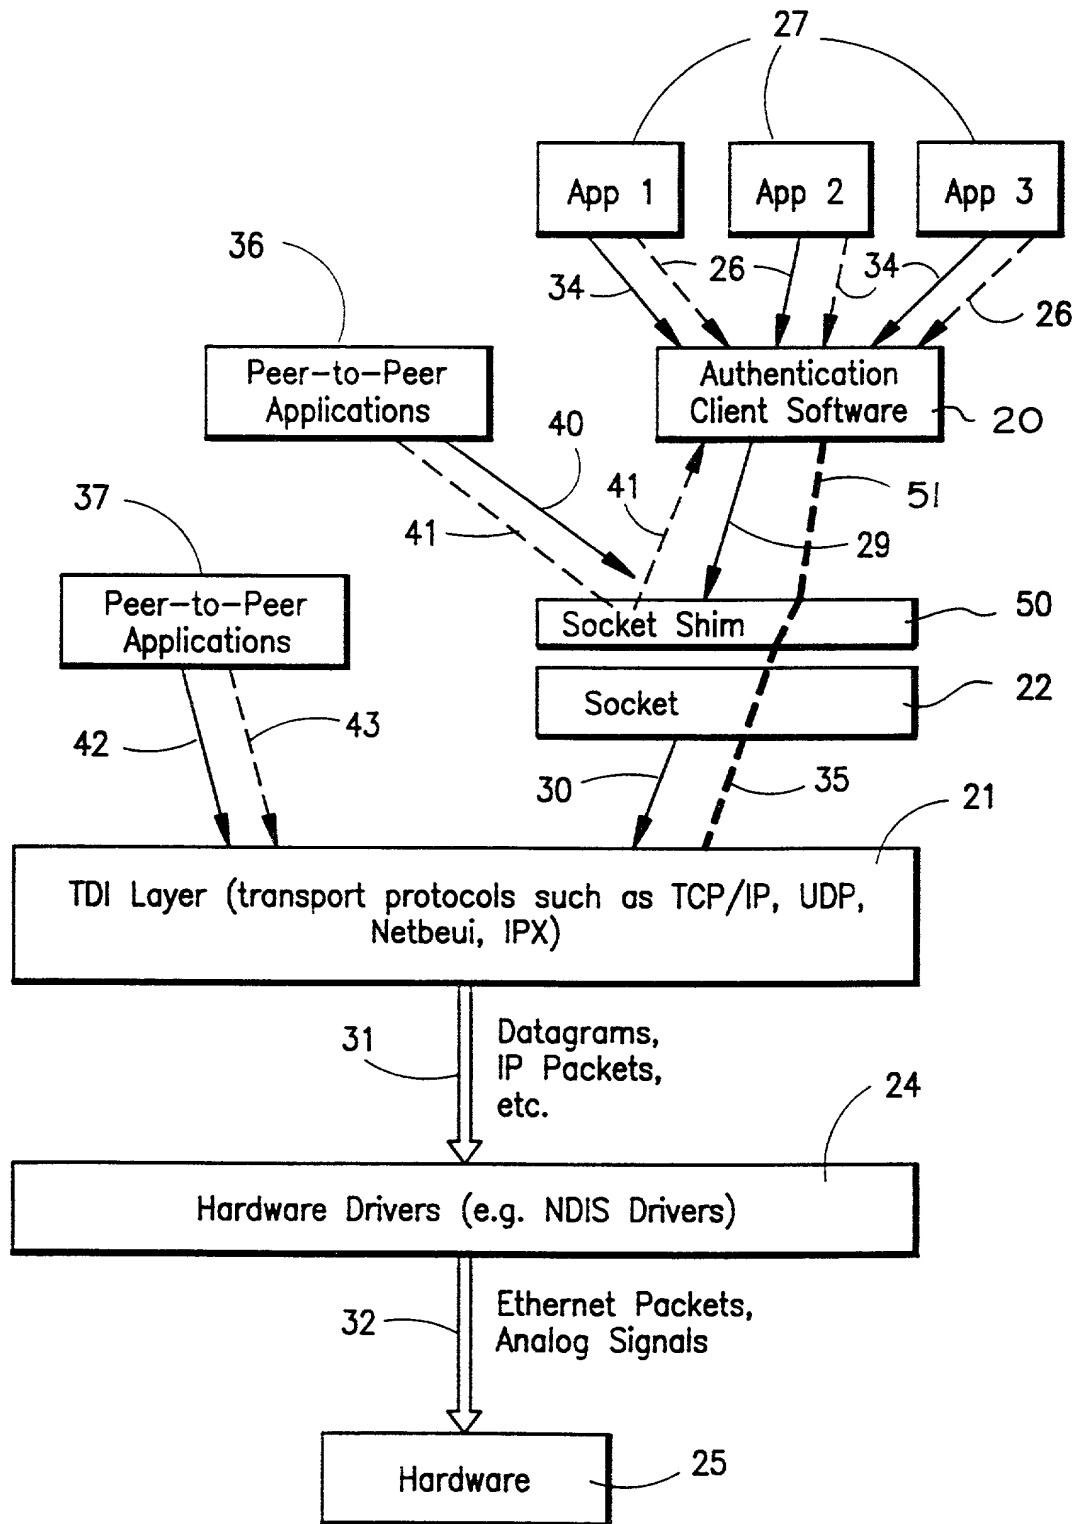 27
App 1
App 2
App 3
36
26
34
34
26
Peer-to-Peer
Applications
Authentication
Client Software
20
40
41
41
51
37
29
Peer-to-Peer
Applications
Socket Shim
50
Socket
22
42
43
30
35
21
TDI Layer (transport protocols such as TCP/IP, UDP,
Netbeui, IPX)
31
Datagrams,
IP Packets,
etc.
24
Hardware Drivers (e.g. NDIS Drivers)
32
Ethernet Packets,
Analog Signals
Hardware
25